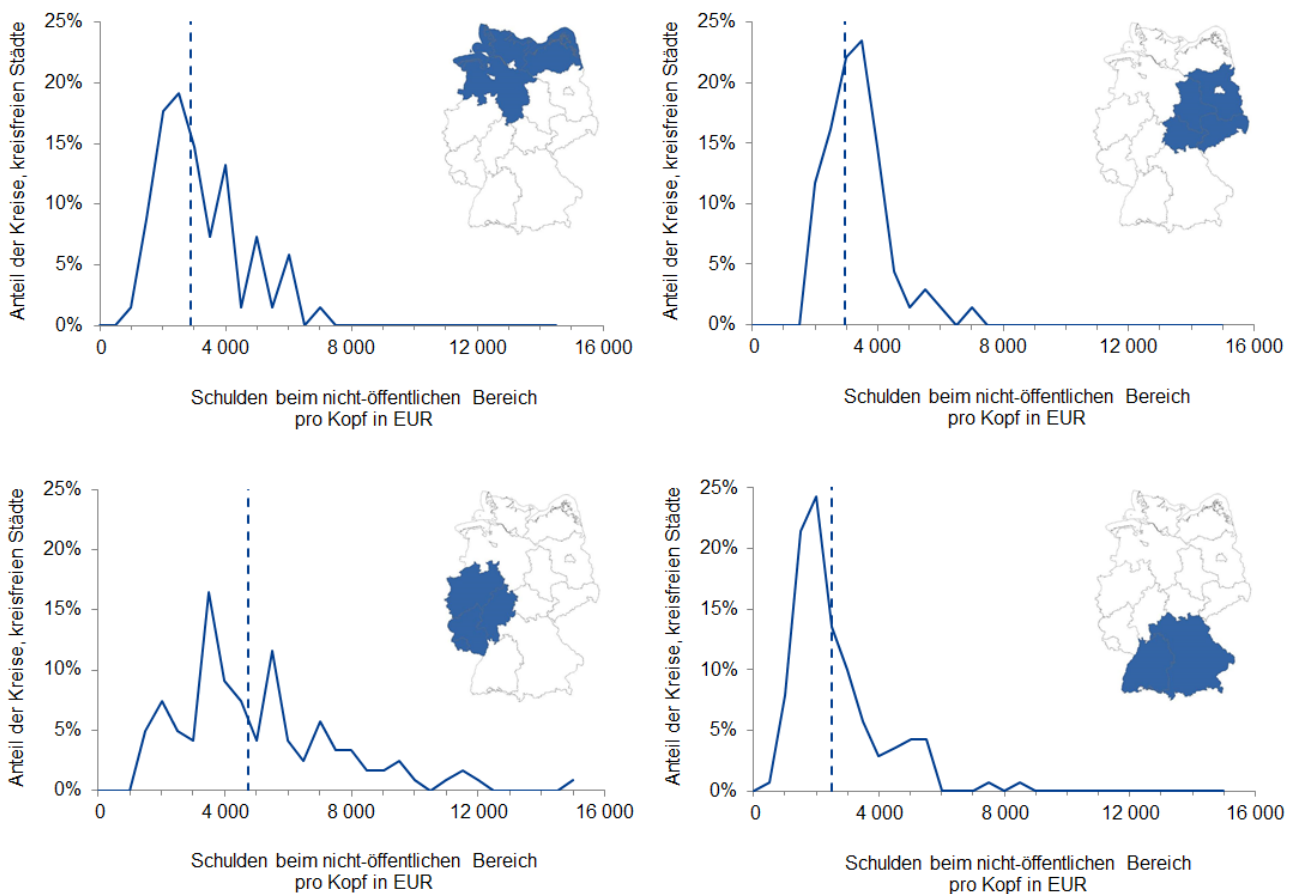 Anteil der Kreise, kreisfreien Städte
25%
20%
15%
10%
5%
0%
0 4 000 8 000 12 000 16 000
Schulden beim nicht-öffentlichen Bereich
pro Kopf in EUR
Anteil der Kreise, kreisfreien Städte
25%
20%
15%
10%
5%
0%
0 4 000 8 000 12 000 16 000
Schulden beim nicht-öffentlichen Bereich
pro Kopf in EUR
Anteil der Kreise, kreisfreien Städte
25%
20%
15%
10%
5%
0%
0 4 000 8 000 12 000 16 000
Schulden beim nicht-öffentlichen Bereich
pro Kopf in EUR
Anteil der Kreise, kreisfreien Städte
25%
20%
15%
10%
5%
0%
0 4 000 8 000 12 000 16 000
Schulden beim nicht-öffentlichen Bereich
pro Kopf in EUR